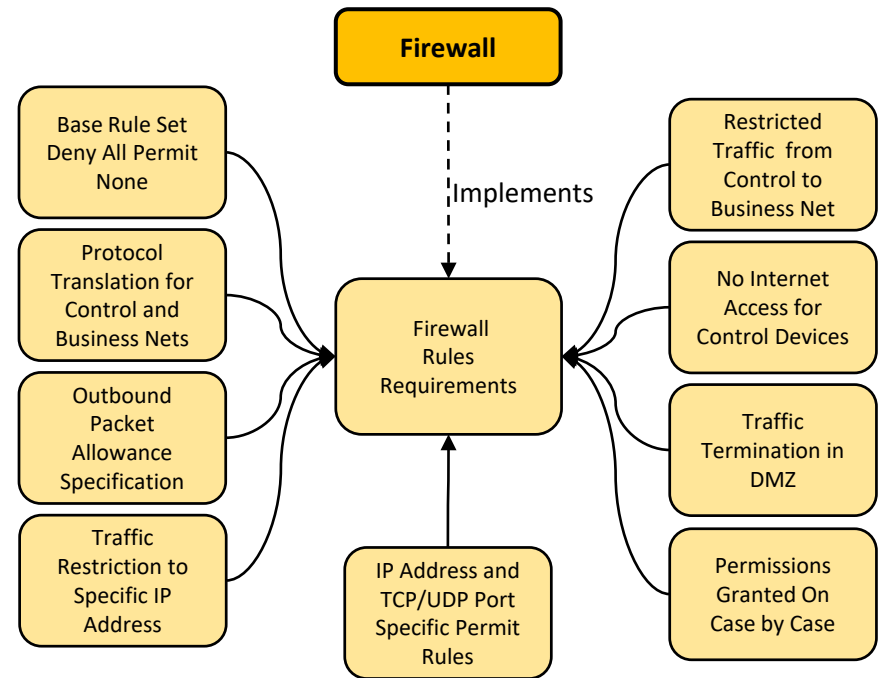 Firewall
Implements
Base Rule Set
Deny All Permit
None
Protocol
Translation for
Control and
Business Nets
Outbound
Packet
Allowance
Specification
Traffic
Restriction to
Specific IP
Address
Firewall
Rules
Requirements
IP Address and
TCP/UDP Port
Specific Permit
Rules
Restricted
Traffic from
Control to
Business Net
No Internet
Access for
Control Devices
Traffic
Termination in
DMZ
Permissions
Granted On
Case by Case